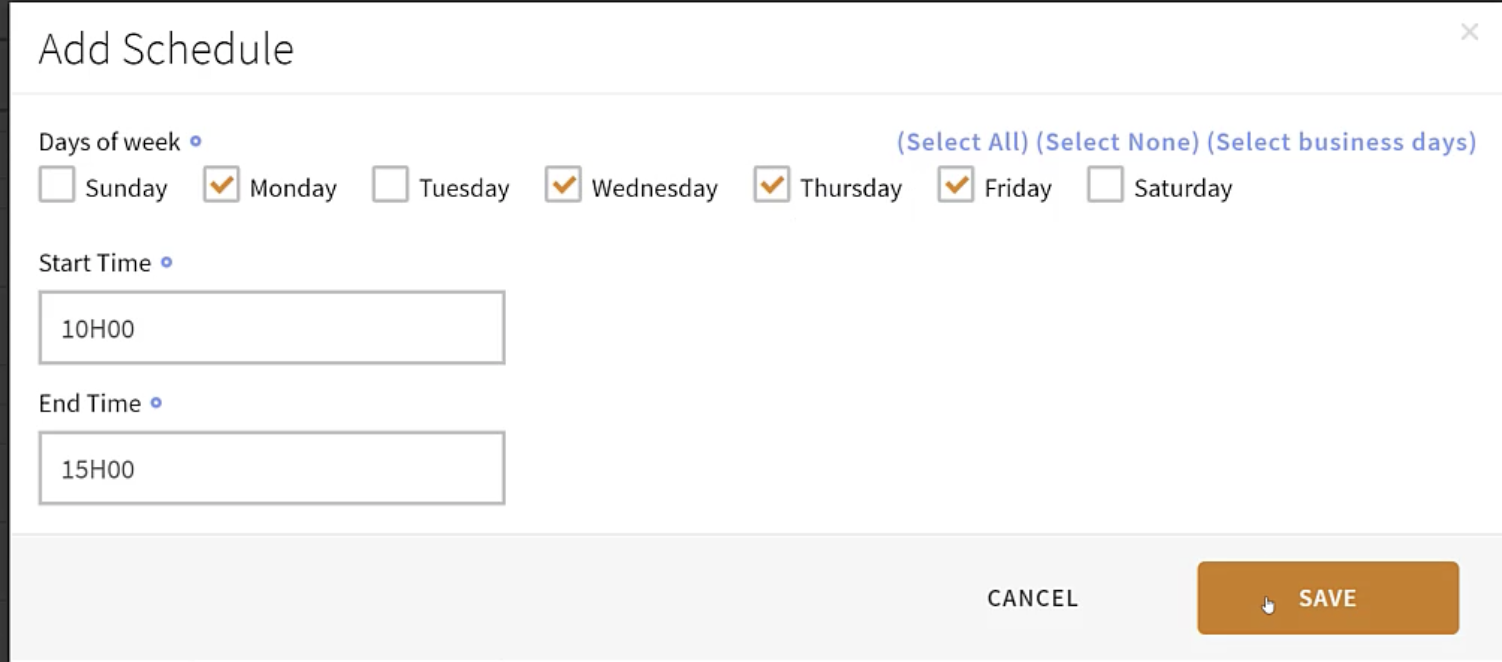 Add Schedule
Days of week (Select All) (Select None) (Select business days)
Sunday Monday Tuesday Wednesday Thursday Friday Saturday
Start Time
10H00
End Time
15H00
CANCEL SAVE